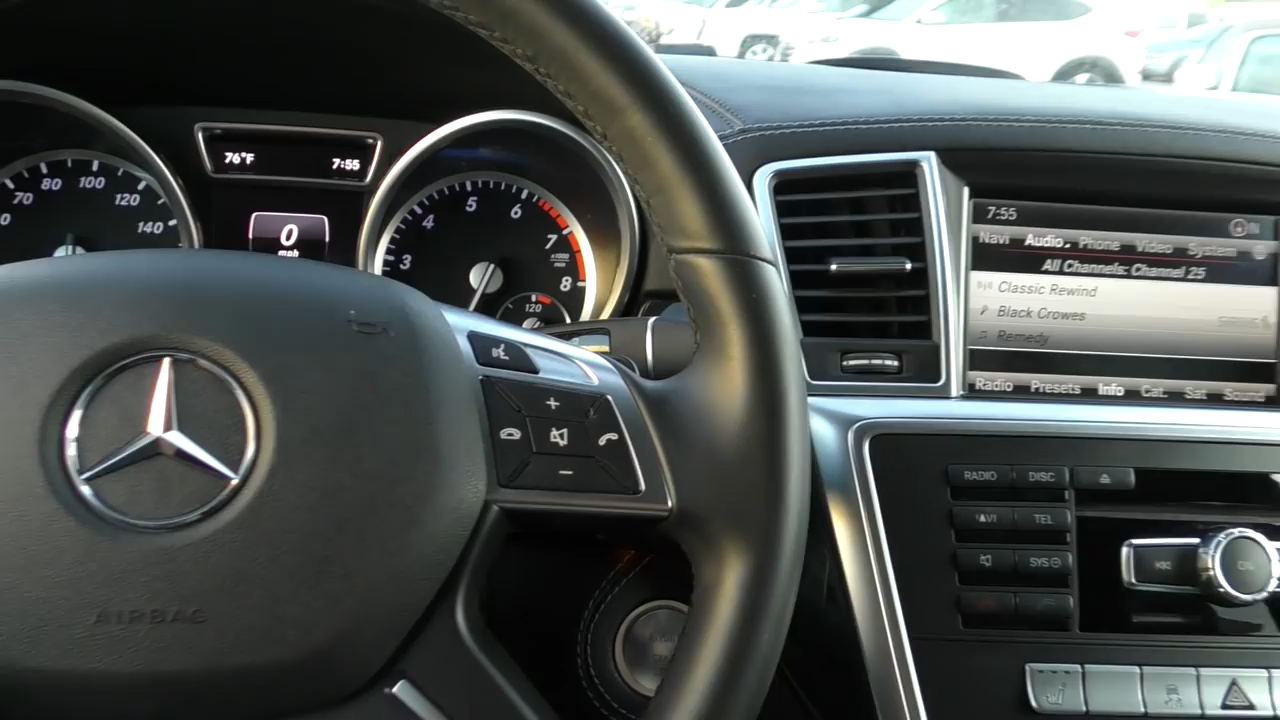 76°F 7:55
70 80 100 120 140
0
mph
3 4 5 6 7 8
x1000
min
120
7:55
N
Navi Audio Phone Video System
All Channels: Channel 25
Classic Rewind
Black Crowes
Remedy
Radio Presets Info Cat. Sat Sound
+
-
AIRBAG
RADIO DISC
NAVI TEL
SYS
ON
START